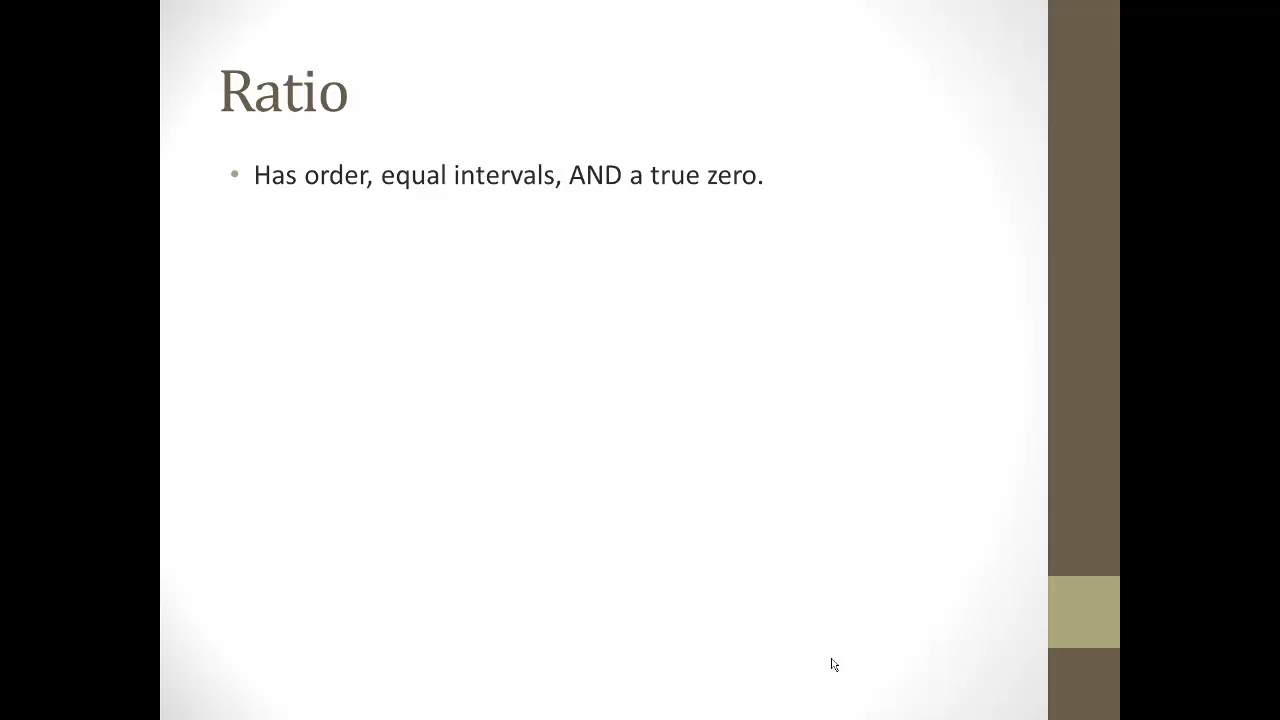 Ratio
• Has order, equal intervals, AND a true zero.